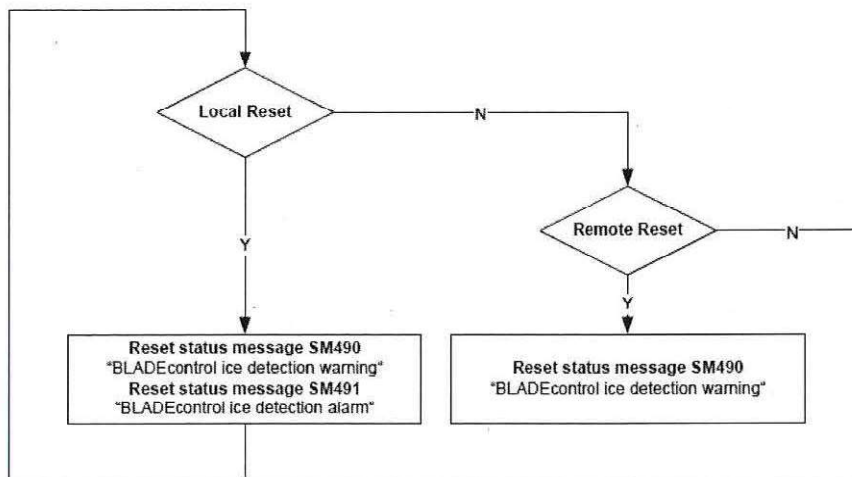 Local Reset
N
Remote Reset
N
Y
Y
Reset status message SM490
"BLADEcontrol ice detection warning"
Reset status message SM491
"BLADEcontrol ice detection alarm"
Reset status message SM490
"BLADEcontrol ice detection warning"